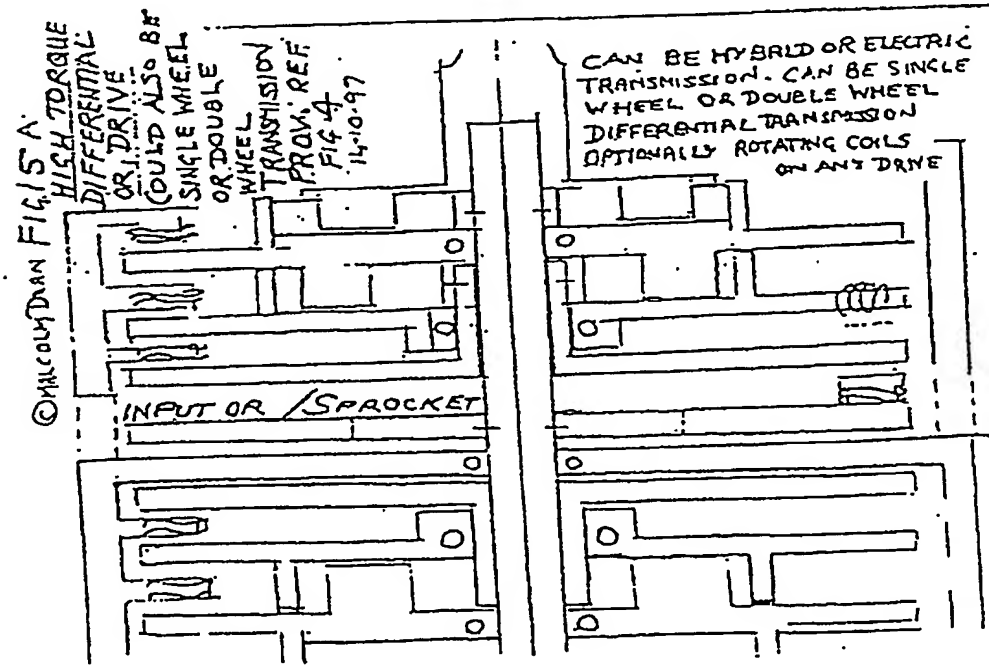 © MALCOLM DRAN FIG, IS A
HIGH TORQUE
DIFFERENTIAL
OR I. DRIVE
COULD ALSO BE
SINGLE WHEEL
OR DOUBLE
WHEEL
TRANSMISSION
PROV. REF.
FIG 4
14.10.97
CAN BE HYBRID OR ELECTRIC
TRANSMISSION. CAN BE SINGLE
WHEEL OR DOUBLE WHEEL
DIFFERENTIAL TRANSMISSION
OPTIONALLY ROTATING COILS
ON ANY DRIVE
INPUT OR / SPROCKET